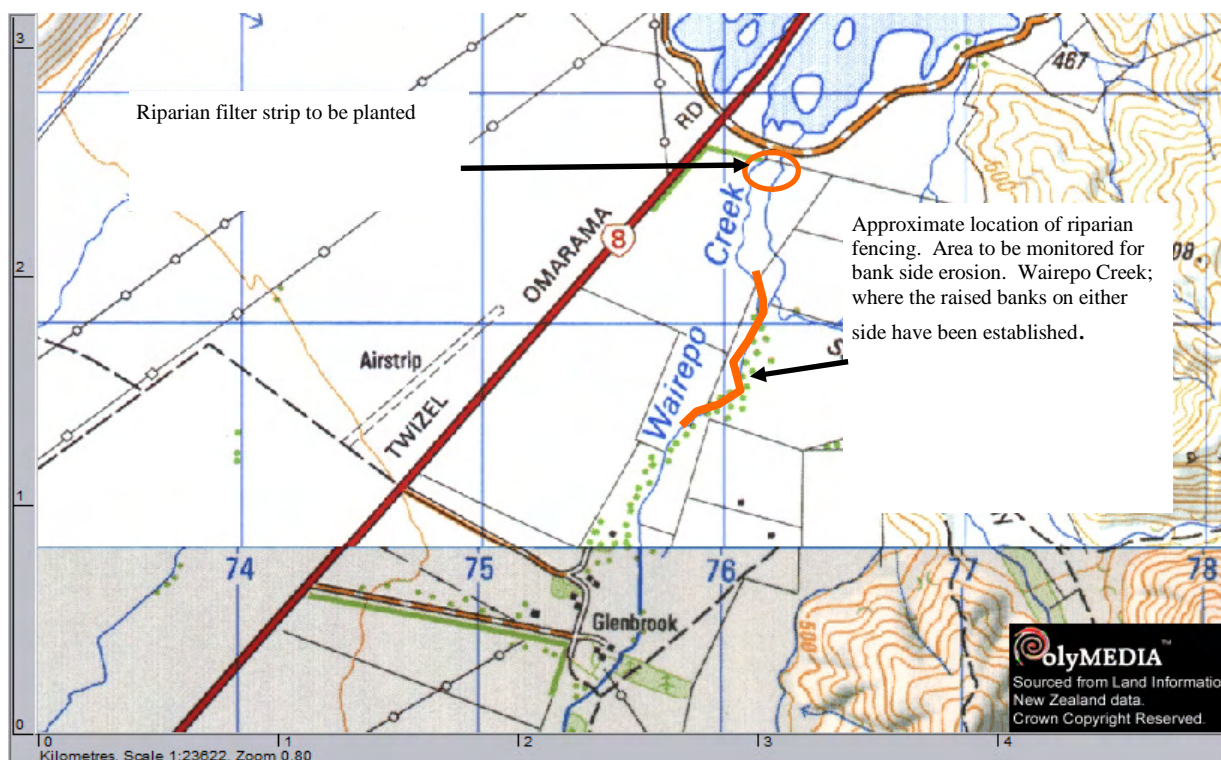 3
467
Riparian filter strip to be planted
RD
500
Creek
Approximate location of riparian
fencing. Area to be monitored for
bank side erosion. Wairepo Creek;
where the raised banks on either
side have been established.
08.
8
OMARAMA
2
Airstrip
Wairepo
S
TWIZEL
1
74
75
76
77
78
Glenbrook
500
olyMEDIA™
Sourced from Land Informatio
New Zealand data.
Crown Copyright Reserved.
0
0
1
2
3
4
Kilometres, Scale 1:23622, Zoom 0.80